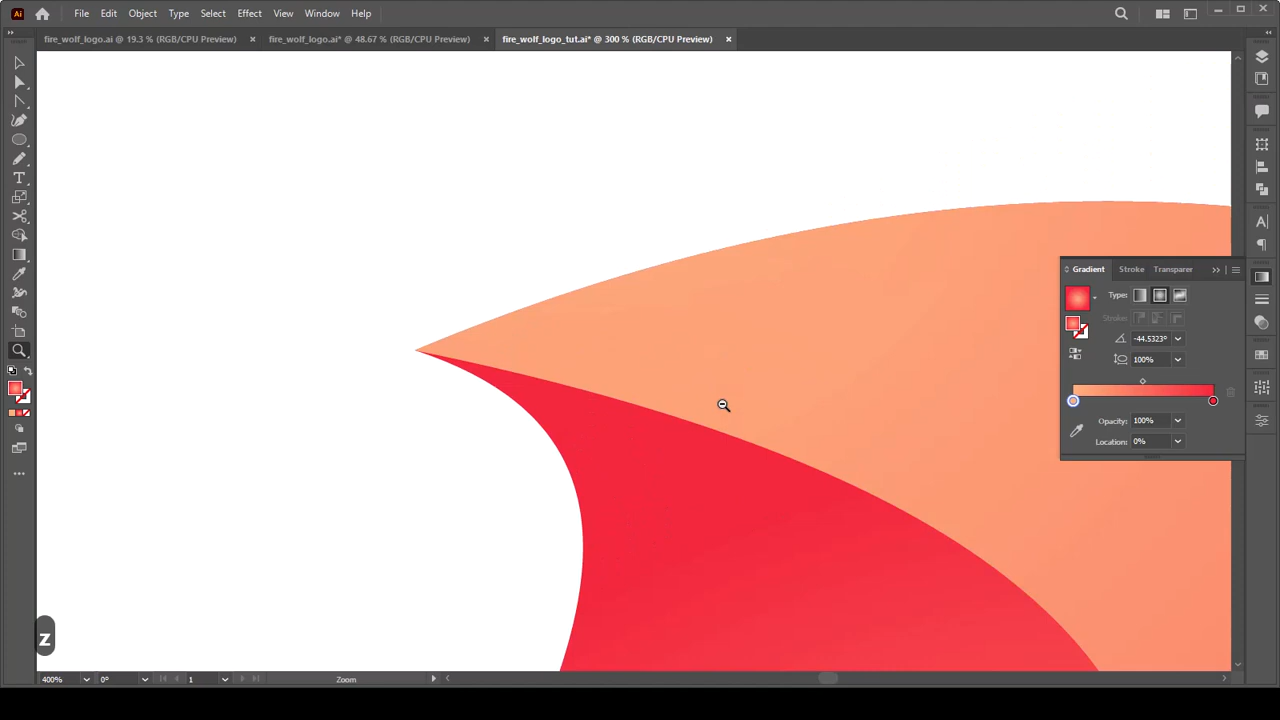 Ai File Edit Object Type Select Effect View Window Help
fire_wolf_logo.ai @ 19.3 % (RGB/CPU Preview) fire_wolf_logo.ai* @ 48.67 % (RGB/CPU Preview) fire_wolf_logo_tut.ai* @ 300 % (RGB/CPU Preview)
Gradient Stroke Transparer
Type:
Stroke:
-44.5323°
100%
Opacity: 100%
Location: 0%
z
400% 0° 1 Zoom